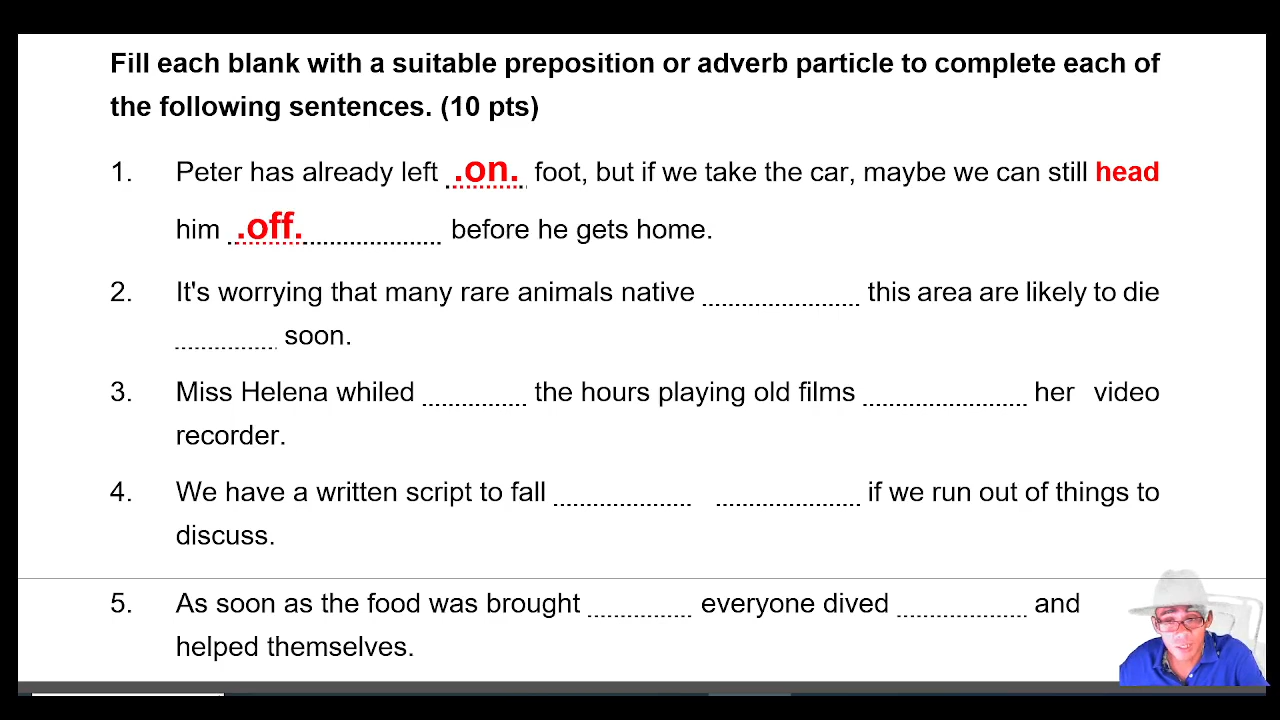 Fill each blank with a suitable preposition or adverb particle to complete each of
the following sentences. (10 pts)
1. Peter has already left .on. foot, but if we take the car, maybe we can still head
him .off................... before he gets home.
2. It's worrying that many rare animals native ..................... this area are likely to die
.............. soon.
3. Miss Helena whiled .............. the hours playing old films ...................... her video
recorder.
4. We have a written script to fall ................... .................... if we run out of things to
discuss.
5. As soon as the food was brought .............. everyone dived .................. and
helped themselves.